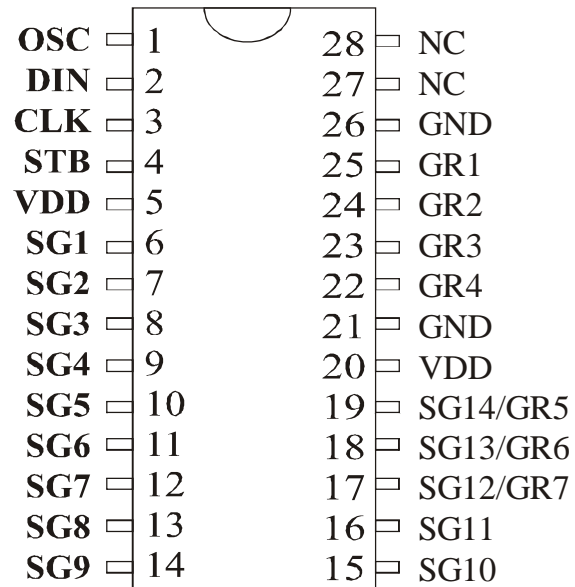 OSC 1 28 NC
DIN 2 27 NC
CLK 3 26 GND
STB 4 25 GR1
VDD 5 24 GR2
SG1 6 23 GR3
SG2 7 22 GR4
SG3 8 21 GND
SG4 9 20 VDD
SG5 10 19 SG14/GR5
SG6 11 18 SG13/GR6
SG7 12 17 SG12/GR7
SG8 13 16 SG11
SG9 14 15 SG10